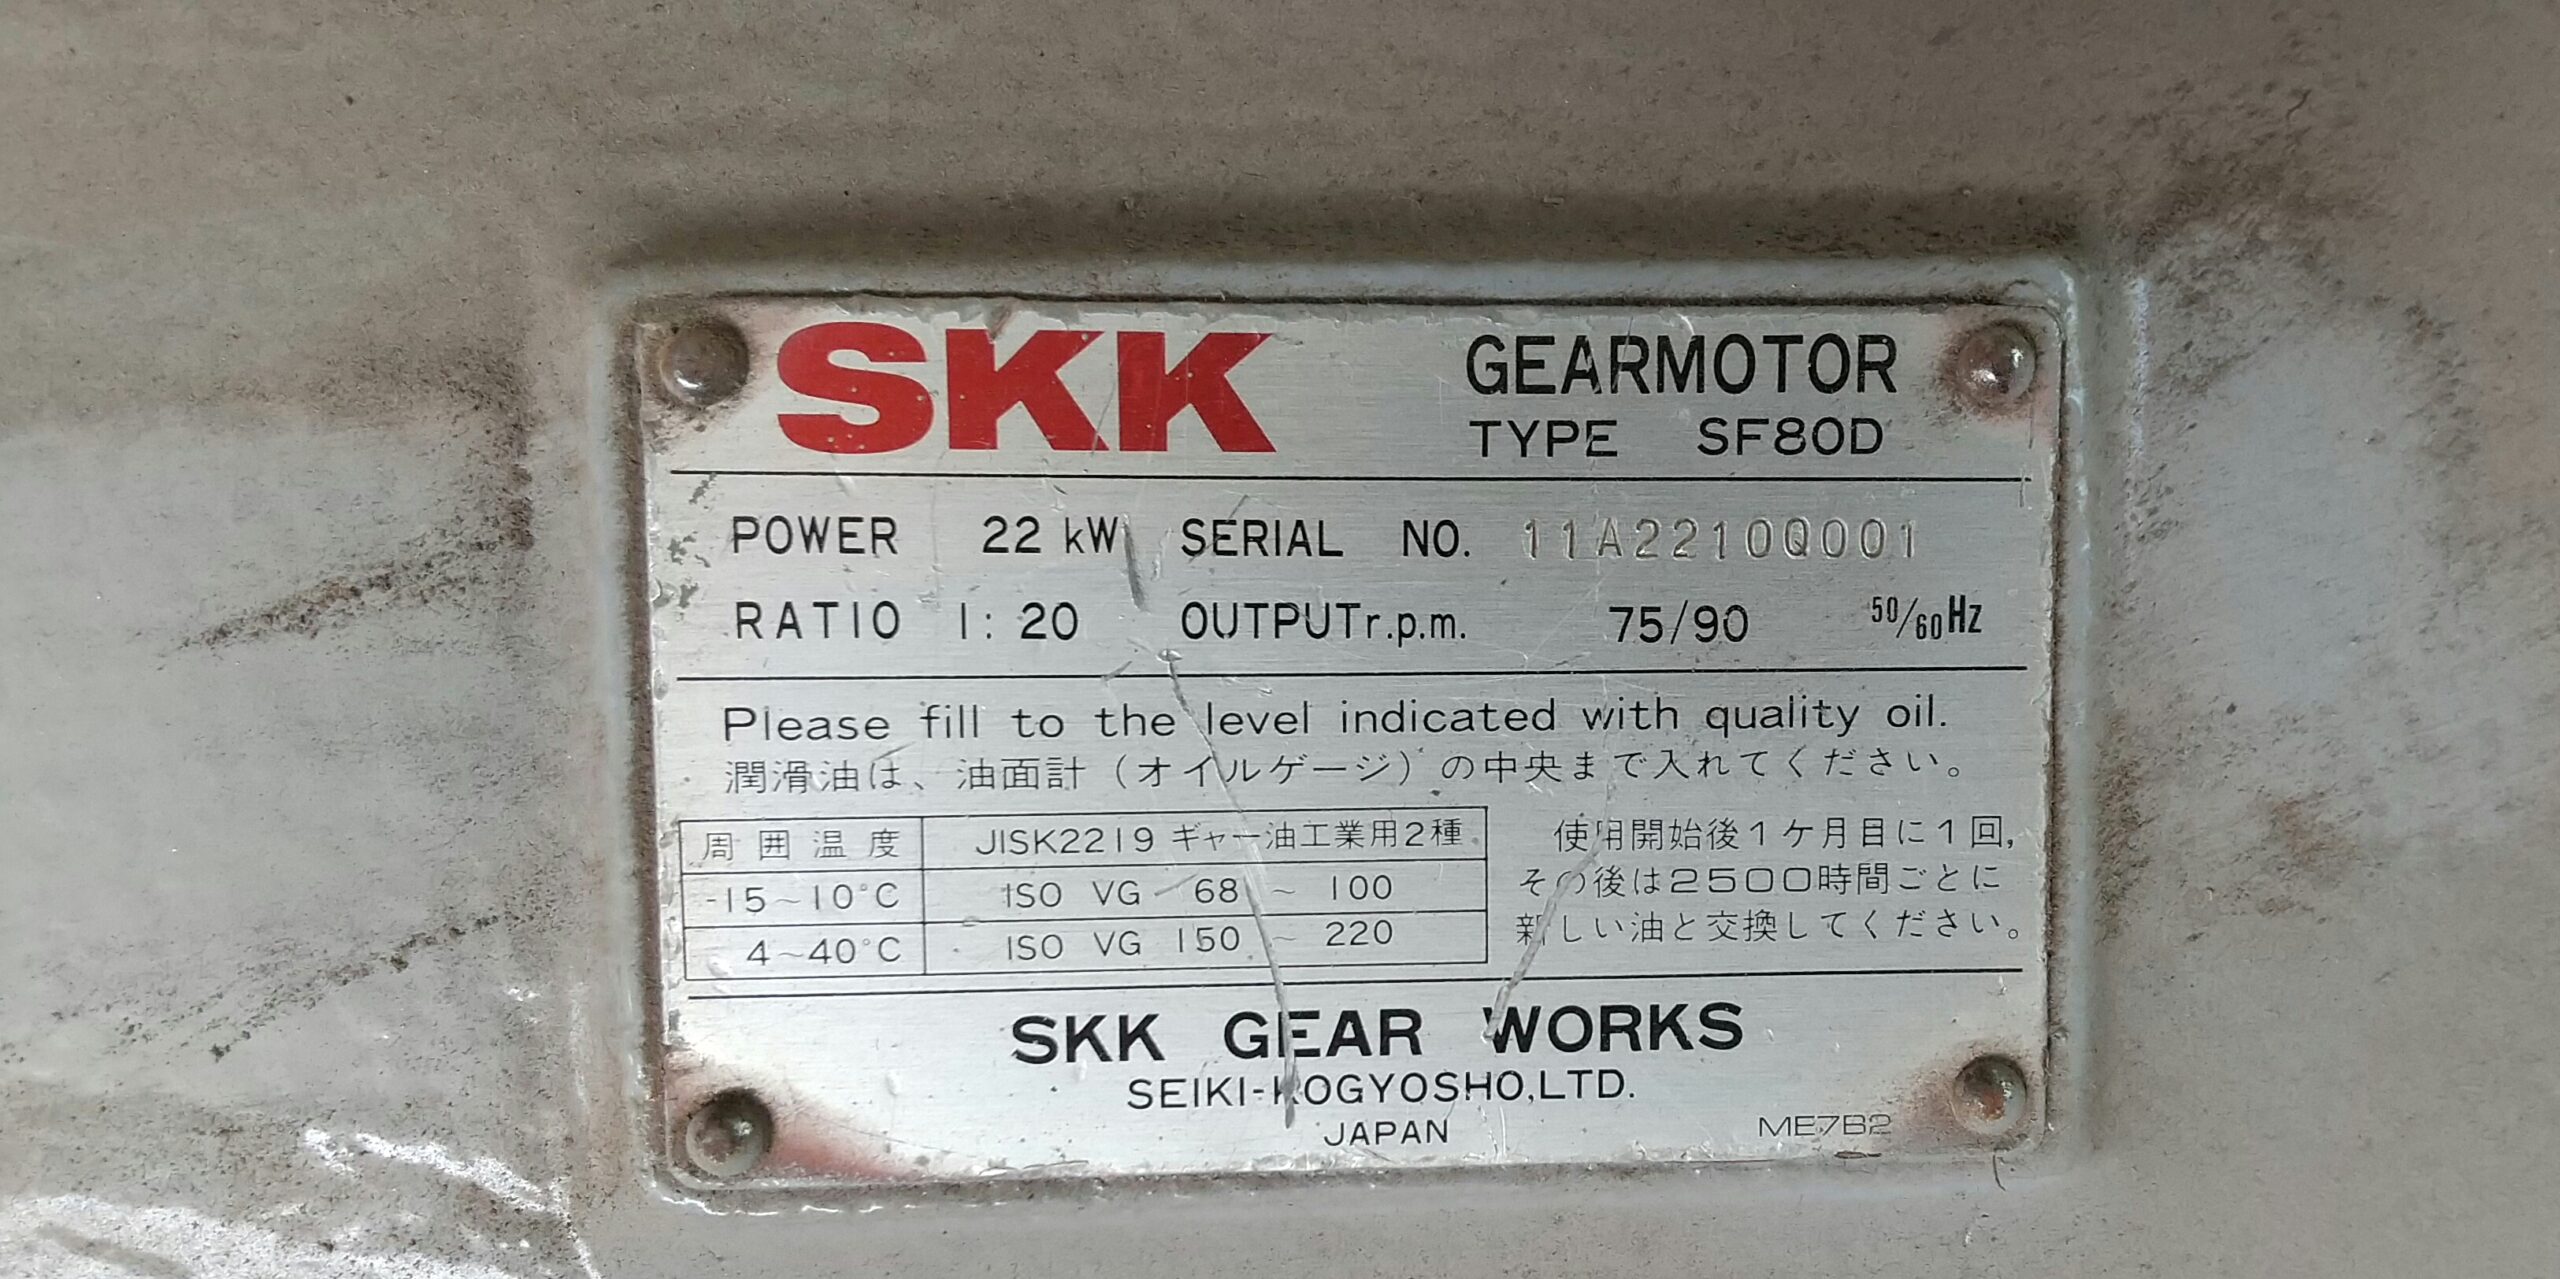 SKK GEARMOTOR
TYPE SF80D
POWER 22 kW SERIAL NO. 11A2210Q001
RATIO 1:20 OUTPUT r.p.m. 75/90 50/60Hz
Please fill to the level indicated with quality oil.
潤滑油は、油面計(オイルゲージ)の中央まで入れてください。
周囲温度 JISK2219 ギャー油工業用2種
-15~10°C ISO VG 68 ~ 100
4~40°C ISO VG 150 ~ 220
使用開始後1ケ月目に1回,
その後は2500時間ごとに
新しい油と交換してください。
SKK GEAR WORKS
SEIKI-KOGYOSHO,LTD.
JAPAN
ME7B2